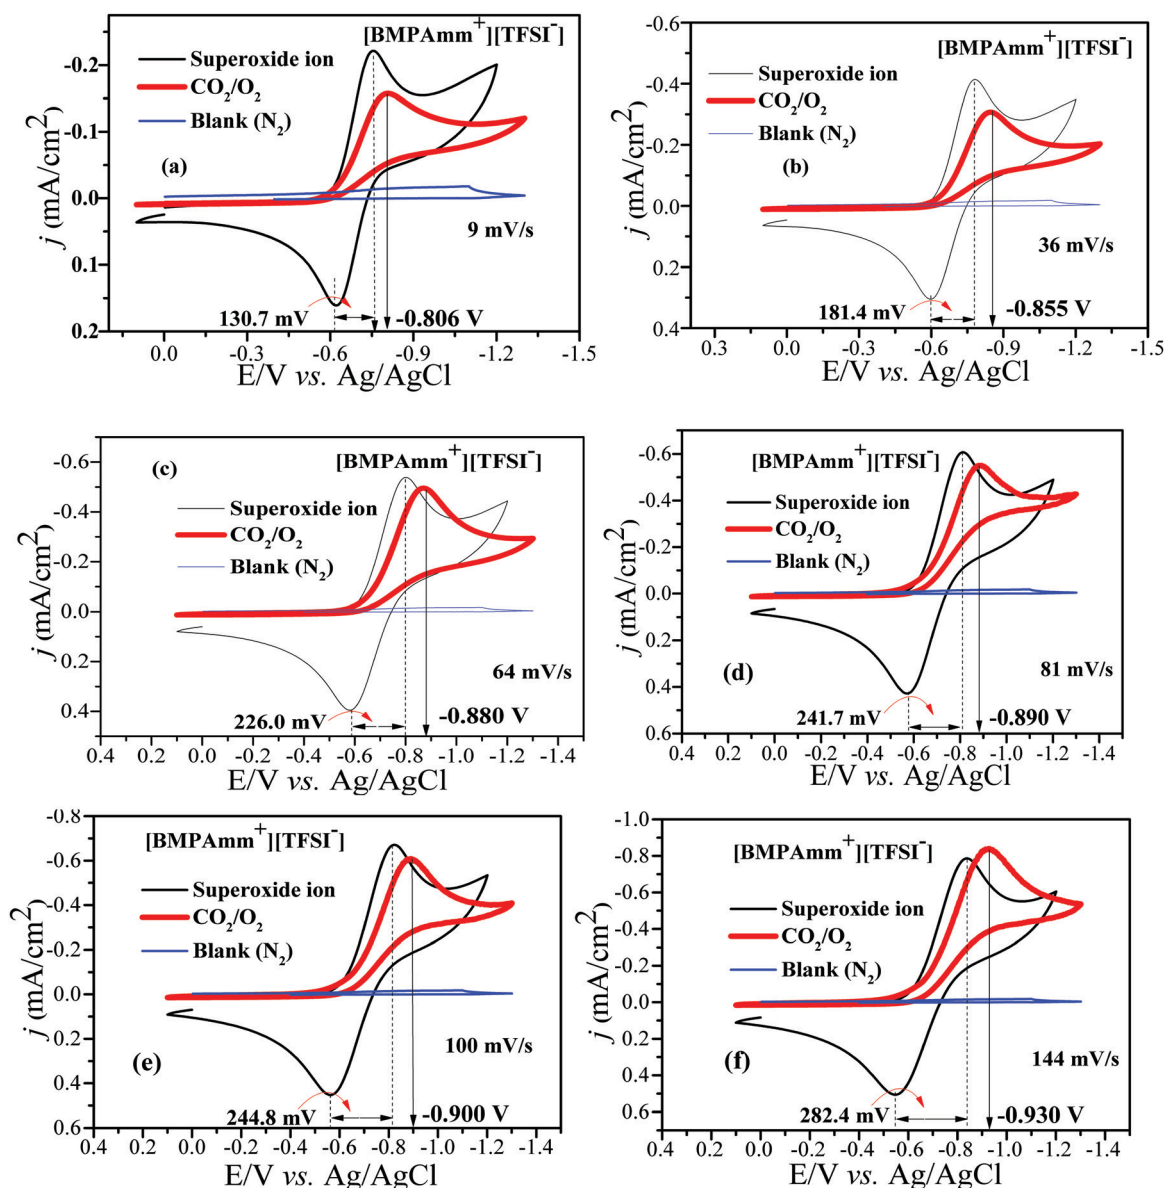 [BMPAmm+][TFSI-]
Superoxide ion
CO2/O2
Blank (N2)
(a)
-0.2
-0.1
0.0
0.1
0.2
j (mA/cm2)
9 mV/s
130.7 mV
-0.806 V
0.0 -0.3 -0.6 -0.9 -1.2 -1.5
E/V vs. Ag/AgCl
[BMPAmm+][TFSI-]
Superoxide ion
CO2/O2
Blank (N2)
(b)
-0.6
-0.4
-0.2
0.0
0.2
0.4
j (mA/cm2)
36 mV/s
181.4 mV
-0.855 V
0.3 0.0 -0.3 -0.6 -0.9 -1.2 -1.5
E/V vs. Ag/AgCl
(c)
[BMPAmm+][TFSI-]
Superoxide ion
CO2/O2
Blank (N2)
-0.6
-0.4
-0.2
0.0
0.2
0.4
j (mA/cm2)
64 mV/s
226.0 mV
-0.880 V
0.4 0.2 0.0 -0.2 -0.4 -0.6 -0.8 -1.0 -1.2 -1.4
E/V vs. Ag/AgCl
[BMPAmm+][TFSI-]
Superoxide ion
CO2/O2
Blank (N2)
-0.6
-0.4
-0.2
0.0
0.2
0.4
0.6
j (mA/cm2)
(d)
81 mV/s
241.7 mV
-0.890 V
0.4 0.2 0.0 -0.2 -0.4 -0.6 -0.8 -1.0 -1.2 -1.4
E/V vs. Ag/AgCl
[BMPAmm+][TFSI-]
Superoxide ion
CO2/O2
Blank (N2)
-0.8
-0.6
-0.4
-0.2
0.0
0.2
0.4
0.6
j (mA/cm2)
(e)
100 mV/s
244.8 mV
-0.900 V
0.4 0.2 0.0 -0.2 -0.4 -0.6 -0.8 -1.0 -1.2 -1.4
E/V vs. Ag/AgCl
[BMPAmm+][TFSI-]
Superoxide ion
CO2/O2
Blank (N2)
-1.0
-0.8
-0.6
-0.4
-0.2
0.0
0.2
0.4
0.6
j (mA/cm2)
(f)
144 mV/s
282.4 mV
-0.930 V
0.4 0.2 0.0 -0.2 -0.4 -0.6 -0.8 -1.0 -1.2 -1.4
E/V vs. Ag/AgCl